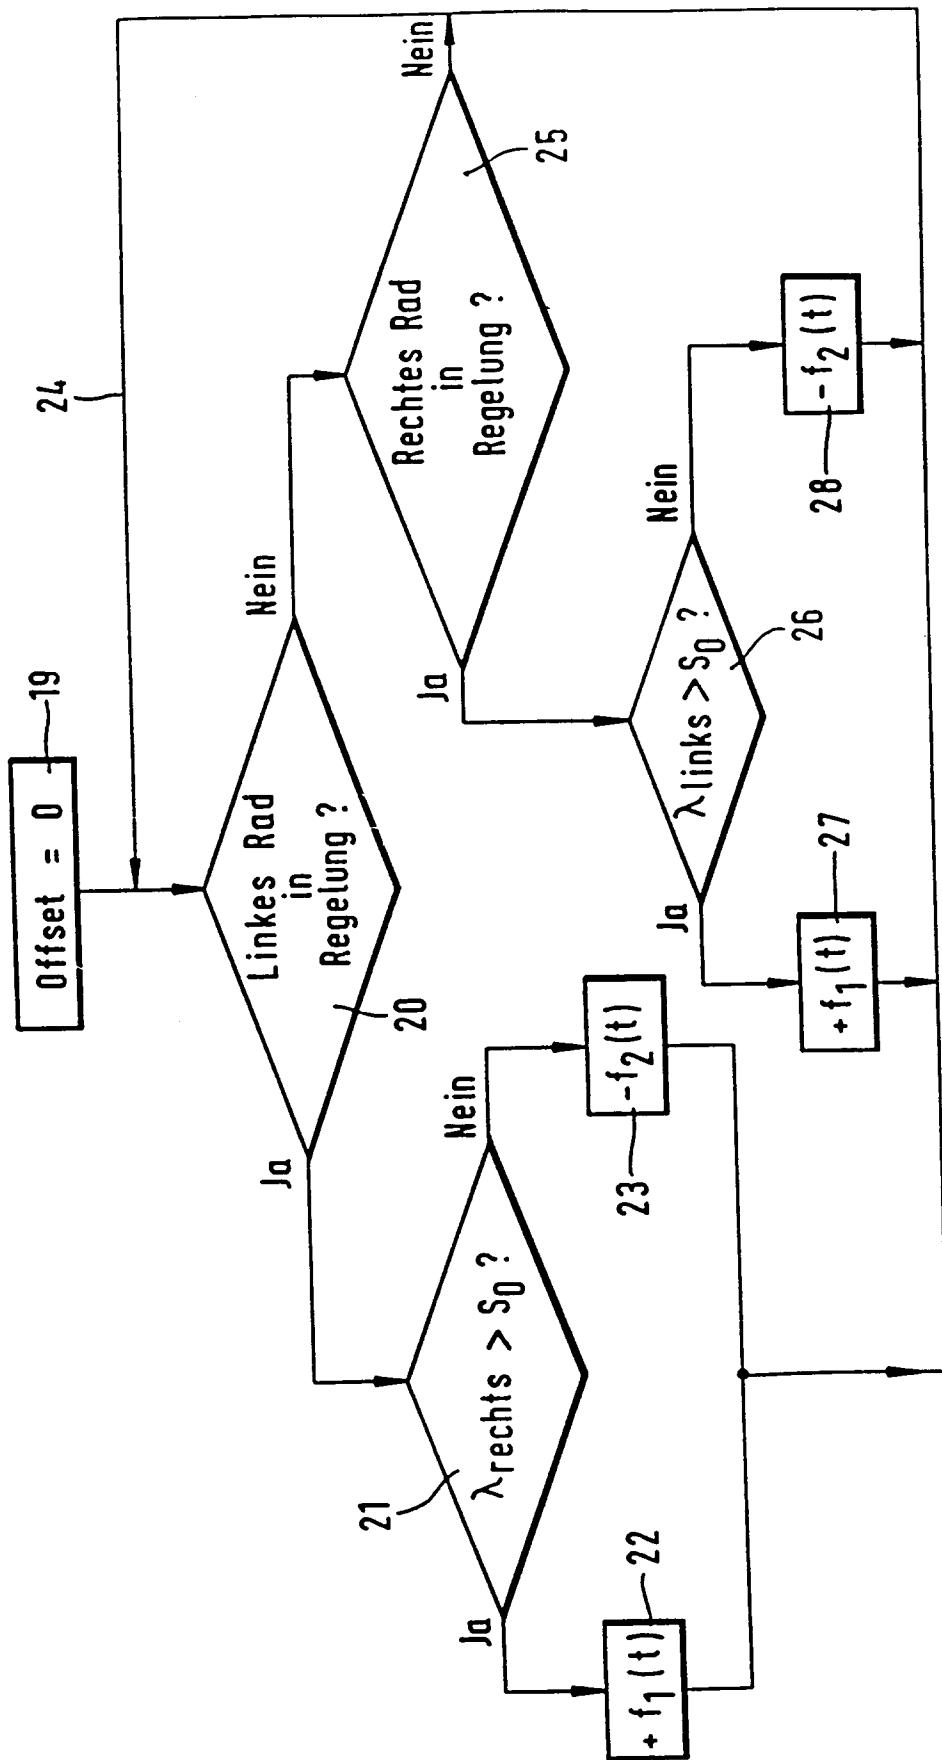 Offset = 0
19
24
Linkes Rad
in
Regelung ?
20
Ja
Nein
Rechtes Rad
in
Regelung ?
25
Ja
Nein
λrechts > S0 ?
21
Ja
Nein
λlinks > S0 ?
26
Ja
Nein
+ f1 (t)
22
- f2 (t)
23
+ f1 (t)
27
- f2 (t)
28